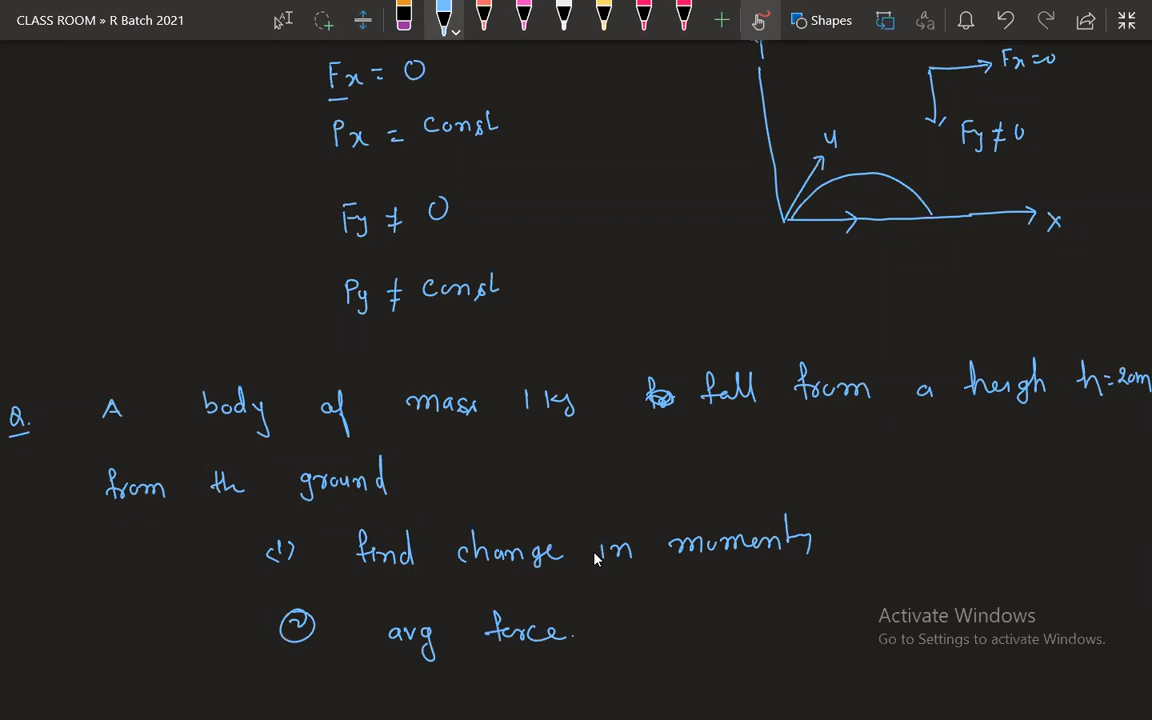 CLASS ROOM » R Batch 2021
Shapes
Fx = 0
Px = Const
Fy ≠ 0
Py ≠ Const
Y
u
X
Fx=0
Fy ≠ 0
Q. A body of mass 1 kg fall from a heigh h=20m
from th ground
(1) find change in momentu
② avg force.
Activate Windows
Go to Settings to activate Windows.